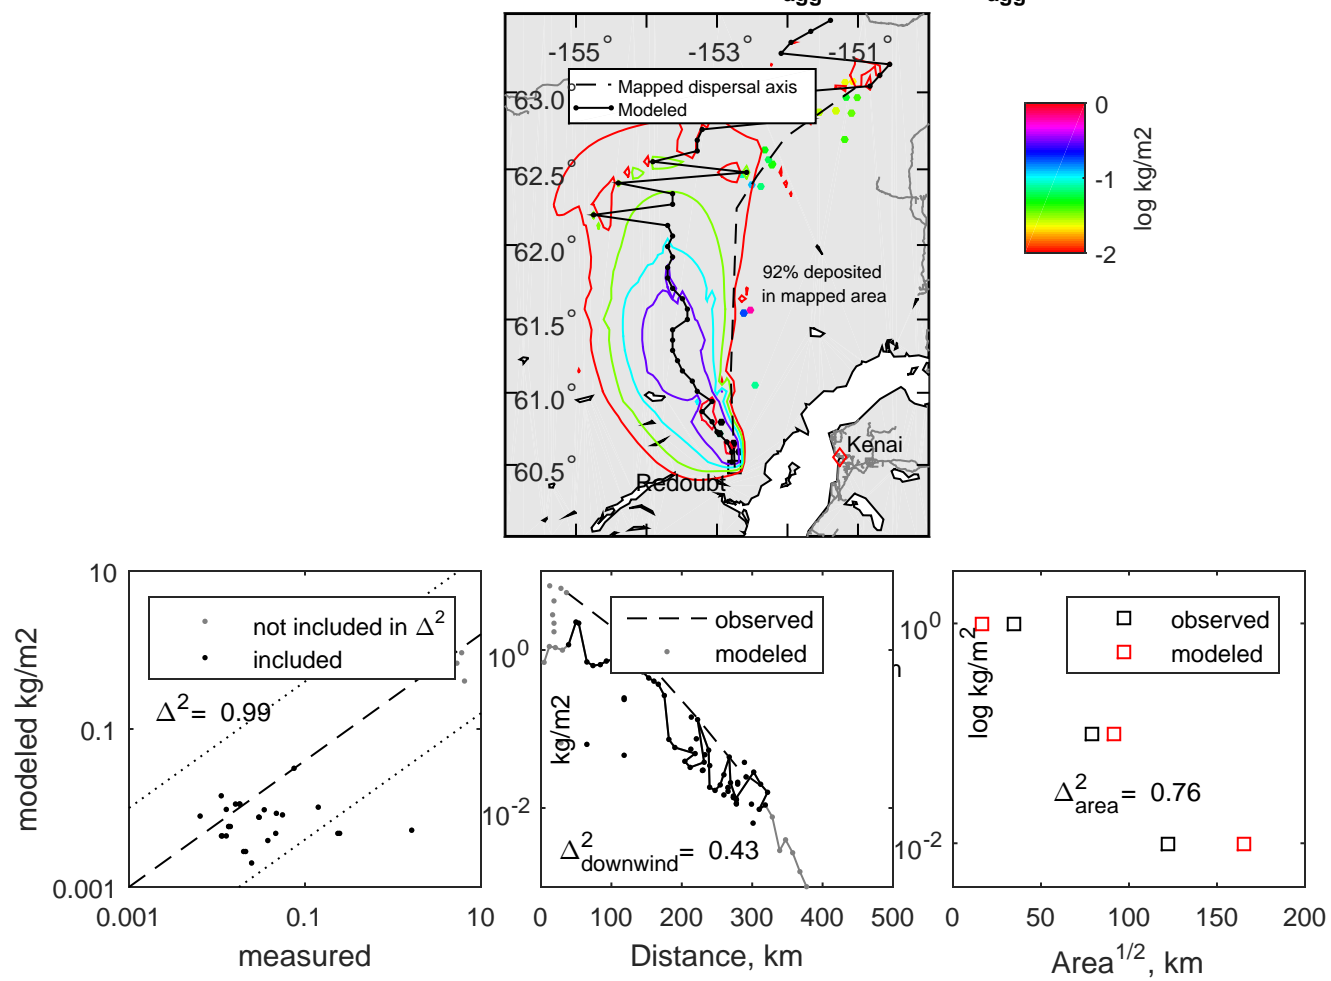 agg agg
-155° -153° -151°
Mapped dispersal axis
Modeled
63.0°
62.5°
62.0°
61.5°
61.0°
60.5°
92% deposited
in mapped area
Kenai
Redoubt
0
-1
-2
log kg/m2
10
0.1
0.001
modeled kg/m2
not included in Δ²
included
Δ²= 0.99
0.001 0.1 10
measured
10⁰
10⁻²
kg/m2
observed
modeled
Δ²downwind= 0.43
0 100 200 300 400 500
Distance, km
10⁰
10⁻²
log kg/m²
observed
modeled
Δ²area= 0.76
0 50 100 150 200
Area¹/², km